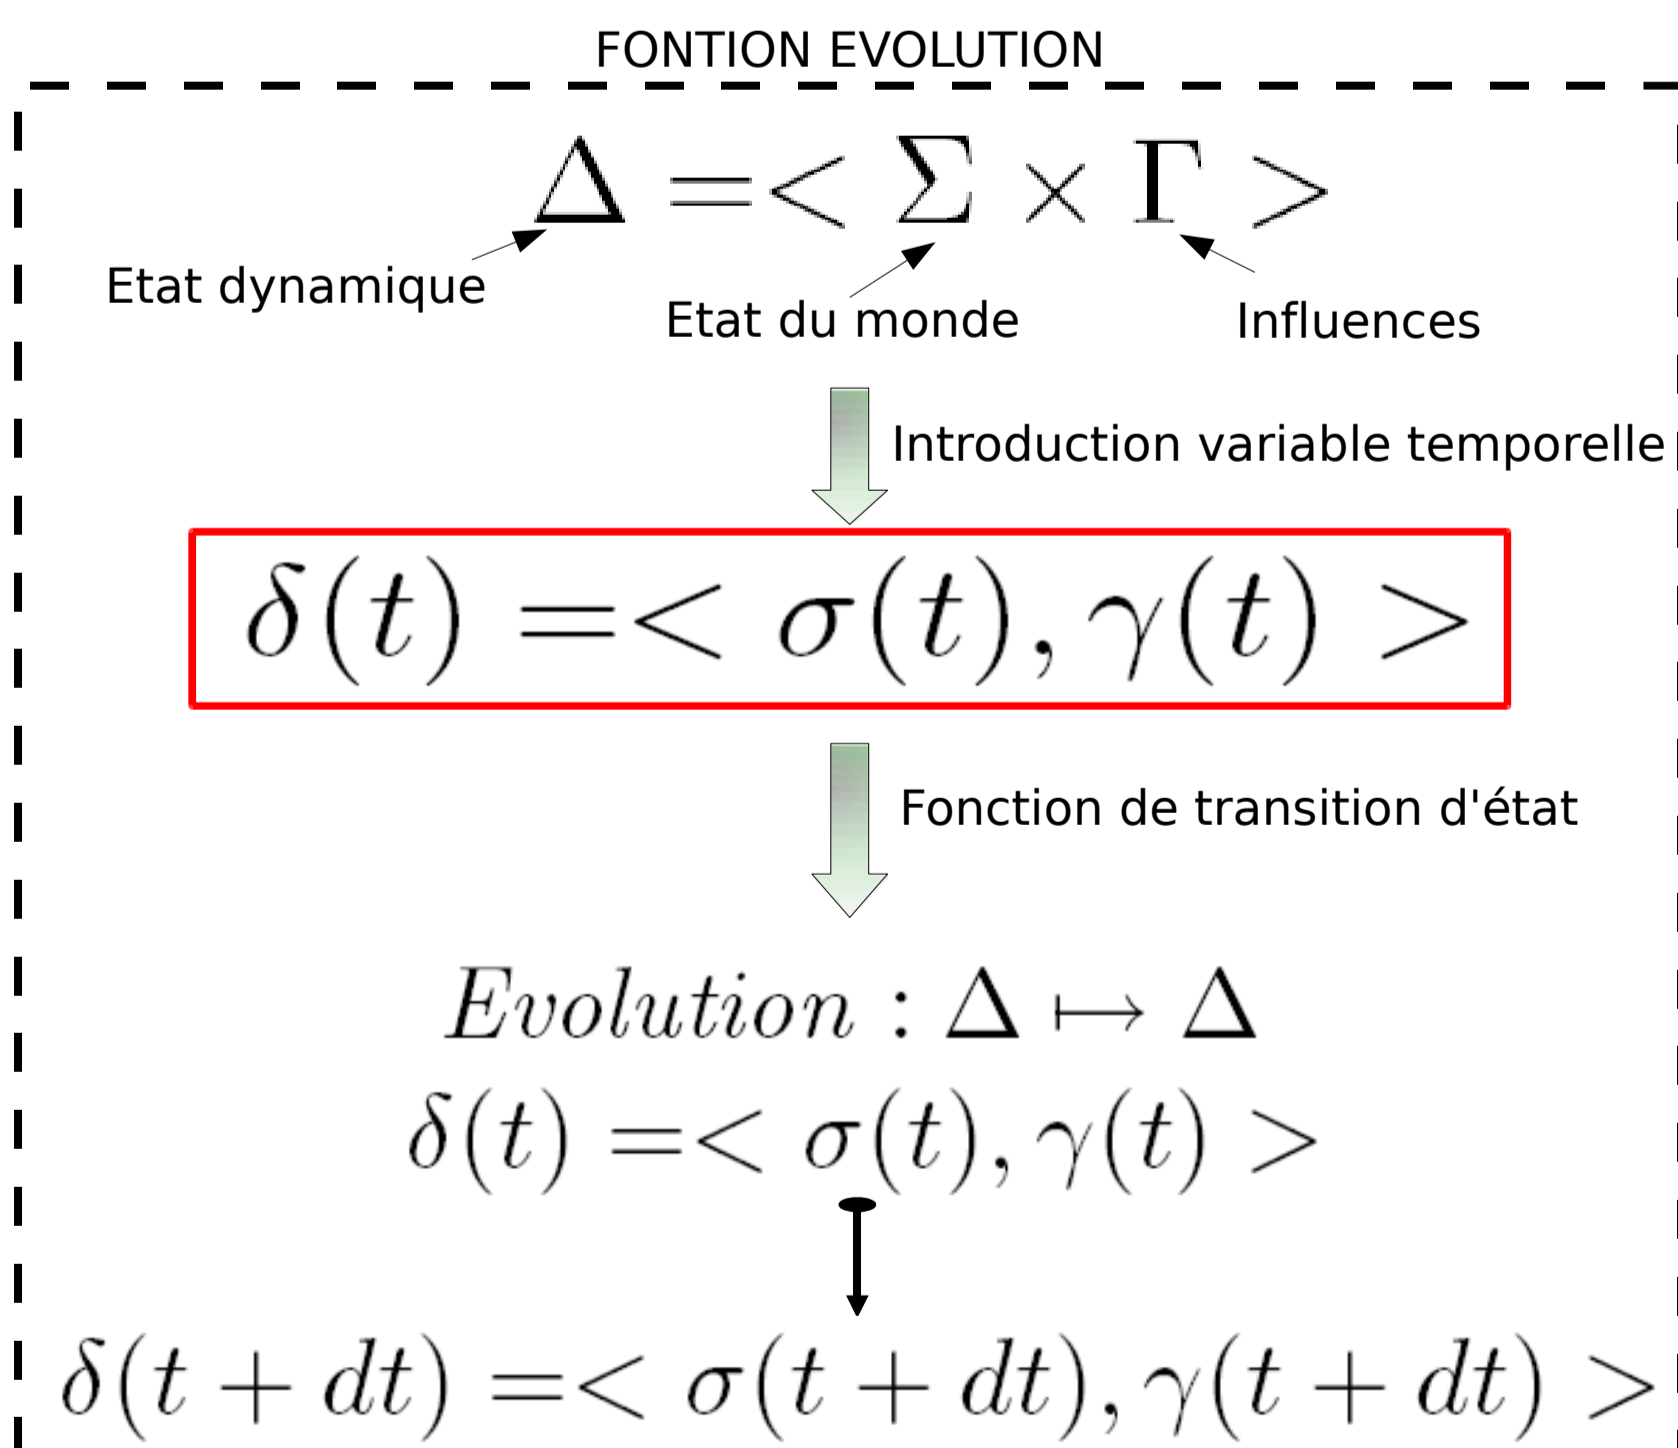 FONTION EVOLUTION
Δ =< Σ × Γ >
Etat dynamique
Etat du monde
Influences
Introduction variable temporelle
δ(t) =< σ(t), γ(t) >
Fonction de transition d'état
Evolution : Δ ↦ Δ
δ(t) =< σ(t), γ(t) >
δ(t + dt) =< σ(t + dt), γ(t + dt) >